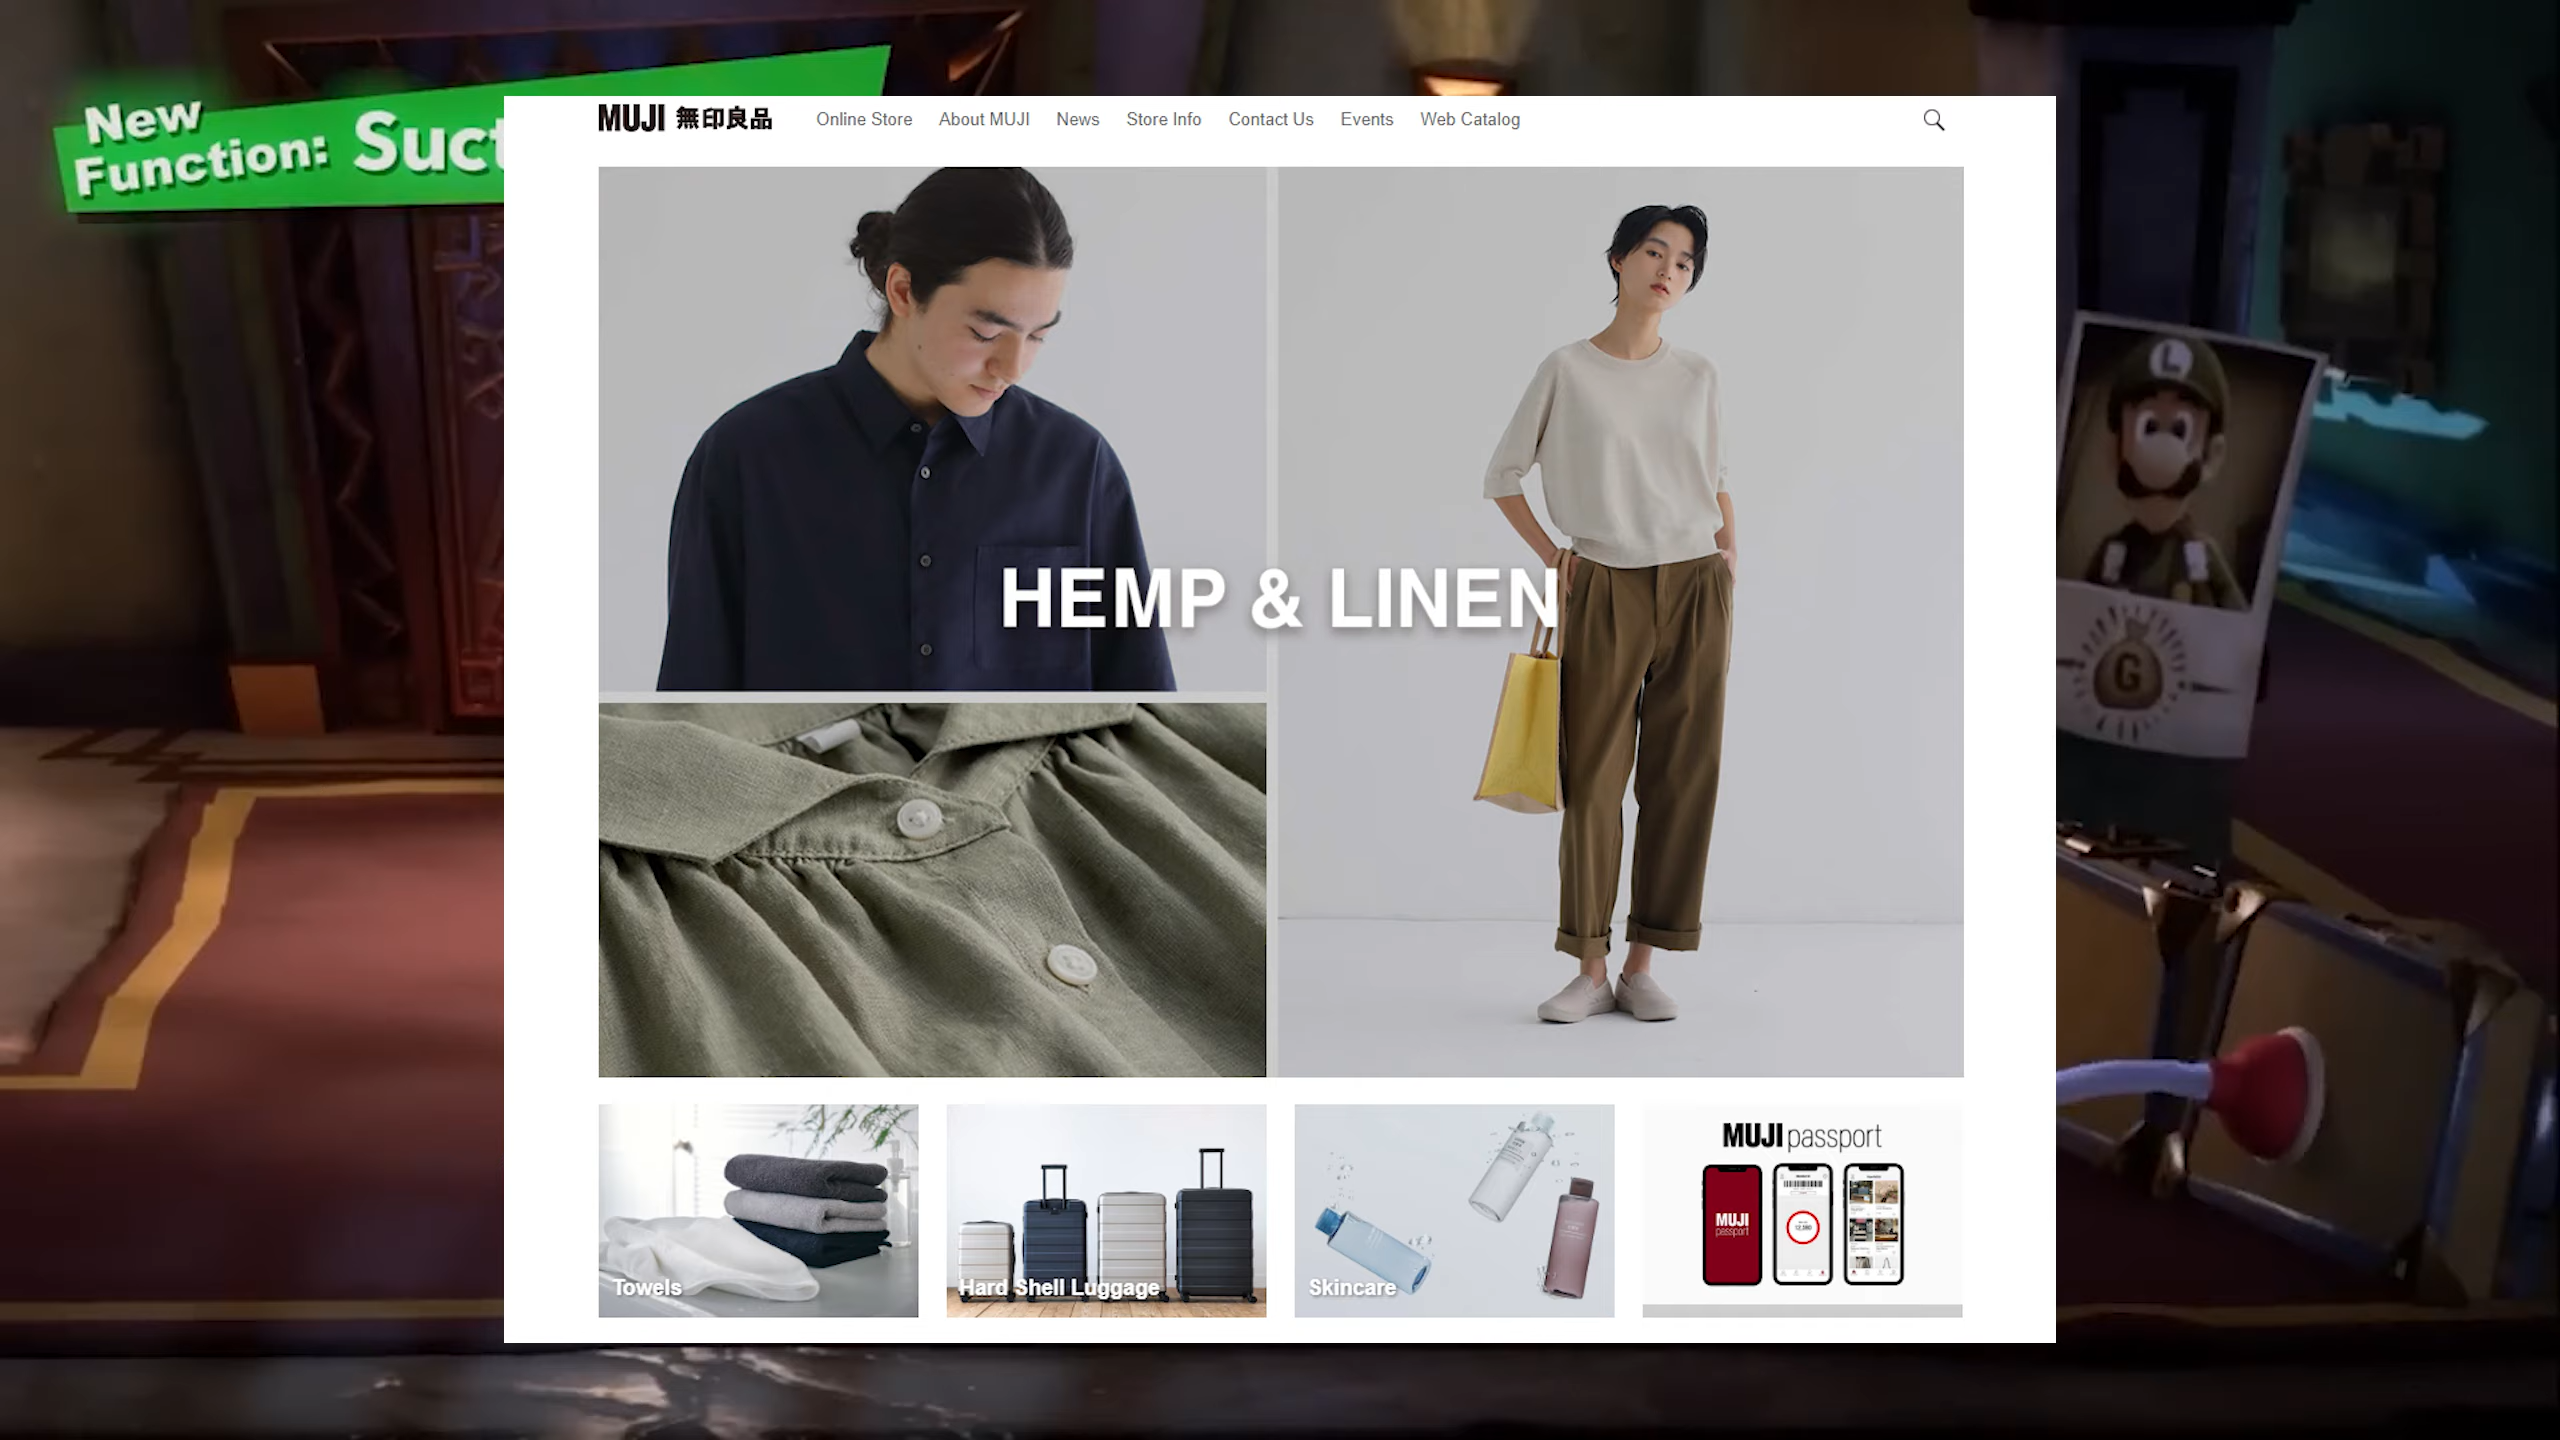 New
Function: Suct
MUJI 無印良品
Online Store
About MUJI
News
Store Info
Contact Us
Events
Web Catalog
L
HEMP & LINEN
G
Towels
Hard Shell Luggage
Skincare
MUJI passport
MUJI
passport